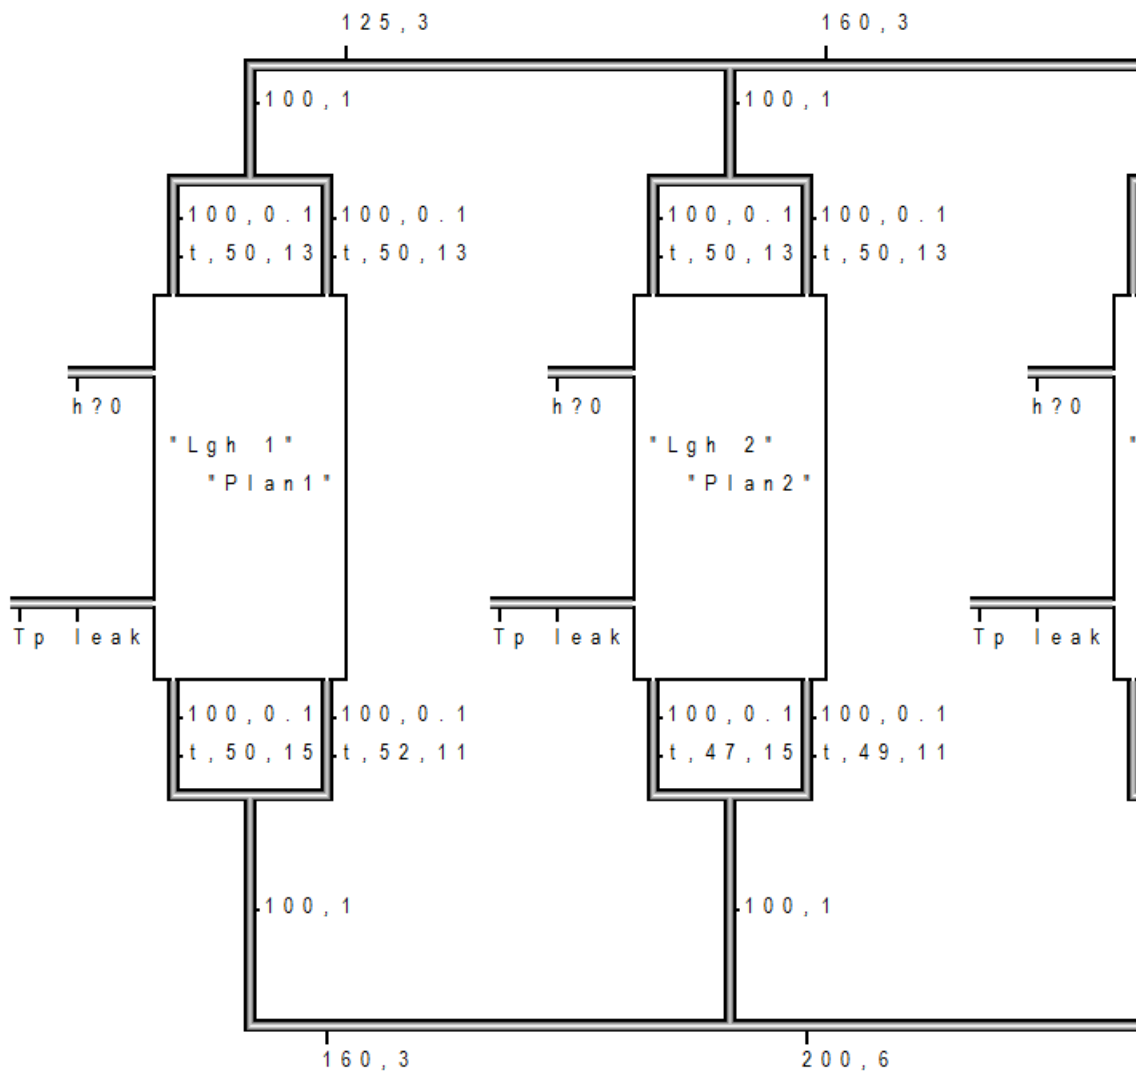 125,3 160,3
100,1 100,1
100,0.1 100,0.1 100,0.1 100,0.1
t,50,13 t,50,13 t,50,13 t,50,13
h?0 h?0 h?0
"Lgh 1" "Lgh 2" "
"Plan1" "Plan2"
Tp leak Tp leak Tp leak
100,0.1 100,0.1 100,0.1 100,0.1
t,50,15 t,52,11 t,47,15 t,49,11
100,1 100,1
160,3 200,6